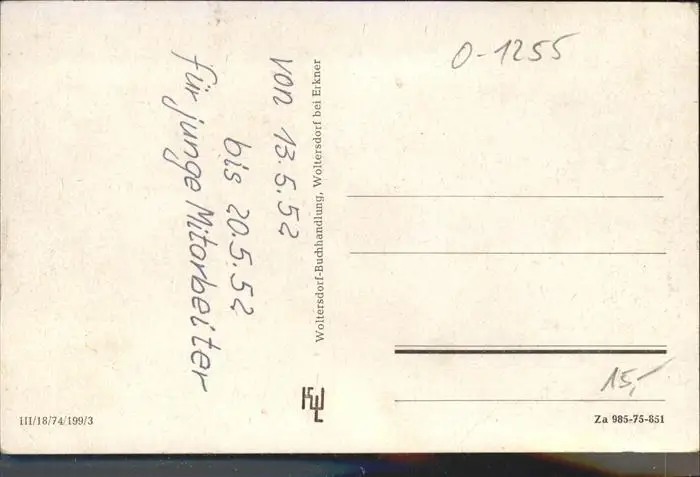 von 13.5.52
bis 20.5.52
für junge Mitarbeiter
Woltersdorf-Buchhandlung, Woltersdorf bei Erkner
0-1255
15,-
III/18/74/199/3
Za 985-75-851